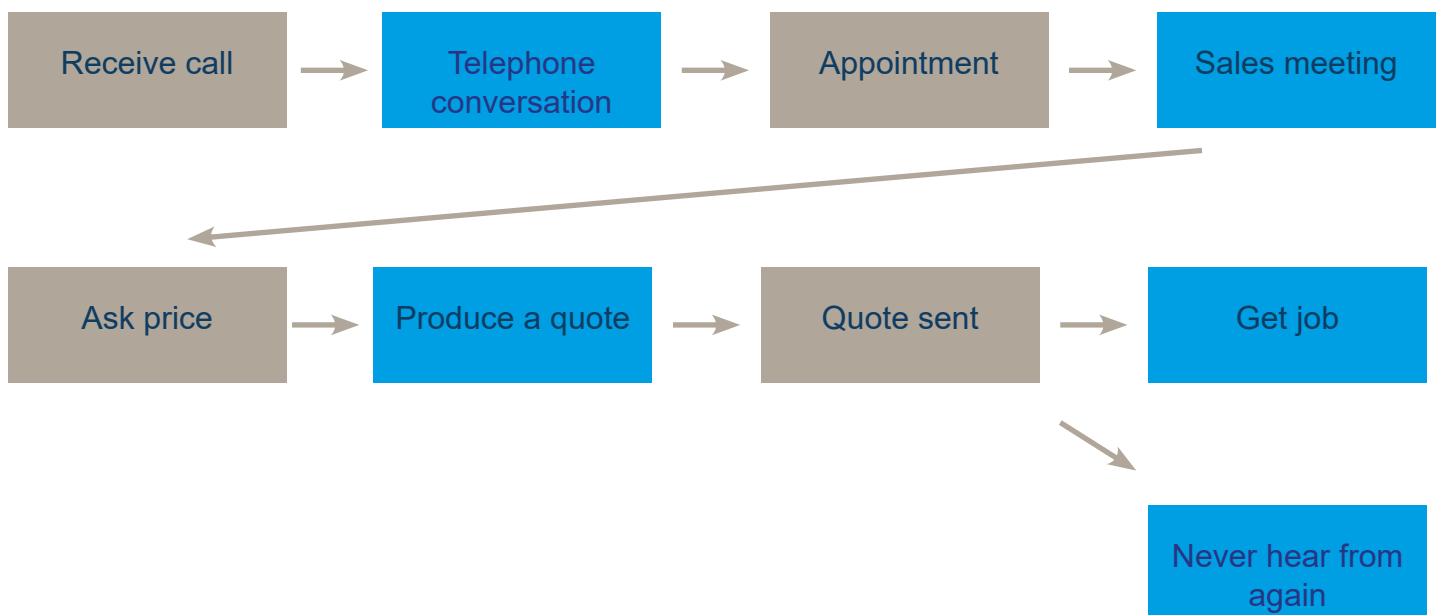 Receive call
Telephone
conversation
Appointment
Sales meeting
Ask price
Produce a quote
Quote sent
Get job
Never hear from
again